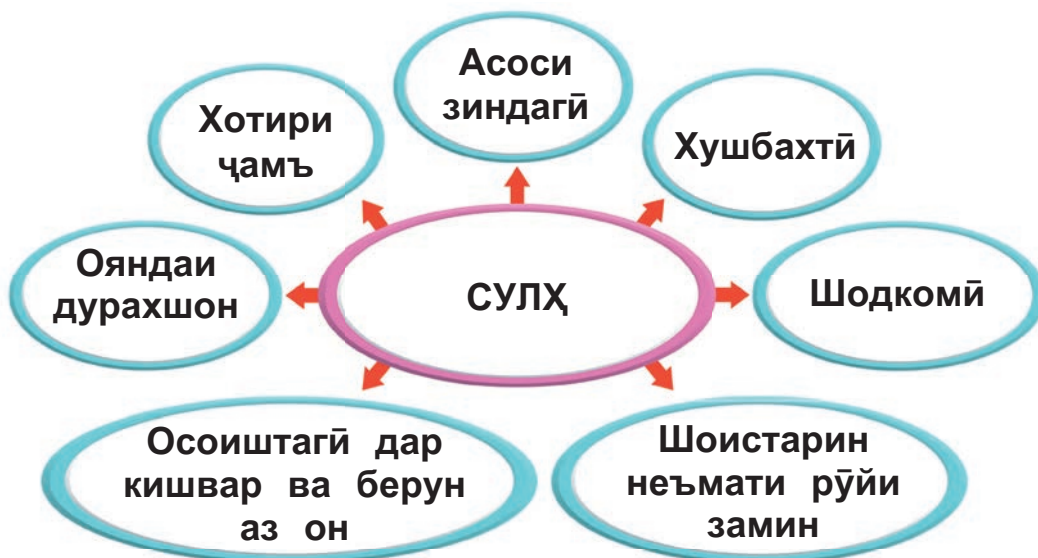 Асоси
зиндагӣ
Хотири
ҷамъ
Хушбахтӣ
Ояндаи
дурахшон
СУЛҲ
Шодкомӣ
Осоиштагӣ дар
кишвар ва берун
аз он
Шоистарин
неъмати рӯйи
замин